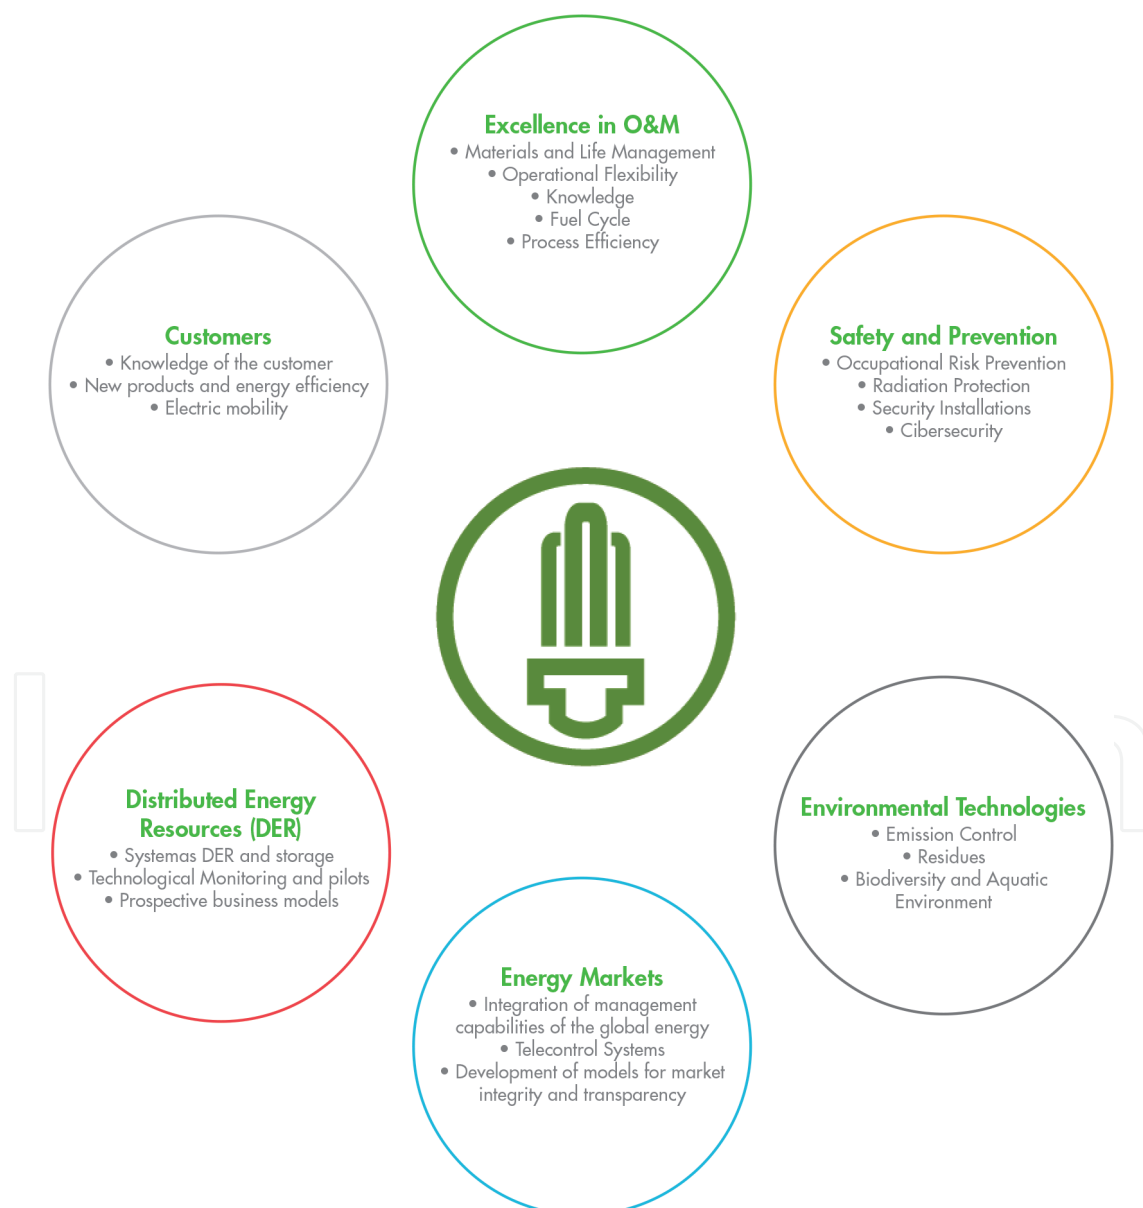 Excellence in O&M
• Materials and Life Management
• Operational Flexibility
• Knowledge
• Fuel Cycle
• Process Efficiency
Customers
• Knowledge of the customer
• New products and energy efficiency
• Electric mobility
Safety and Prevention
• Occupational Risk Prevention
• Radiation Protection
• Security Installations
• Cibersecurity
Distributed Energy
Resources (DER)
• Systemas DER and storage
• Technological Monitoring and pilots
• Prospective business models
Environmental Technologies
• Emission Control
• Residues
• Biodiversity and Aquatic
Environment
Energy Markets
• Integration of management
capabilities of the global energy
• Telecontrol Systems
• Development of models for market
integrity and transparency